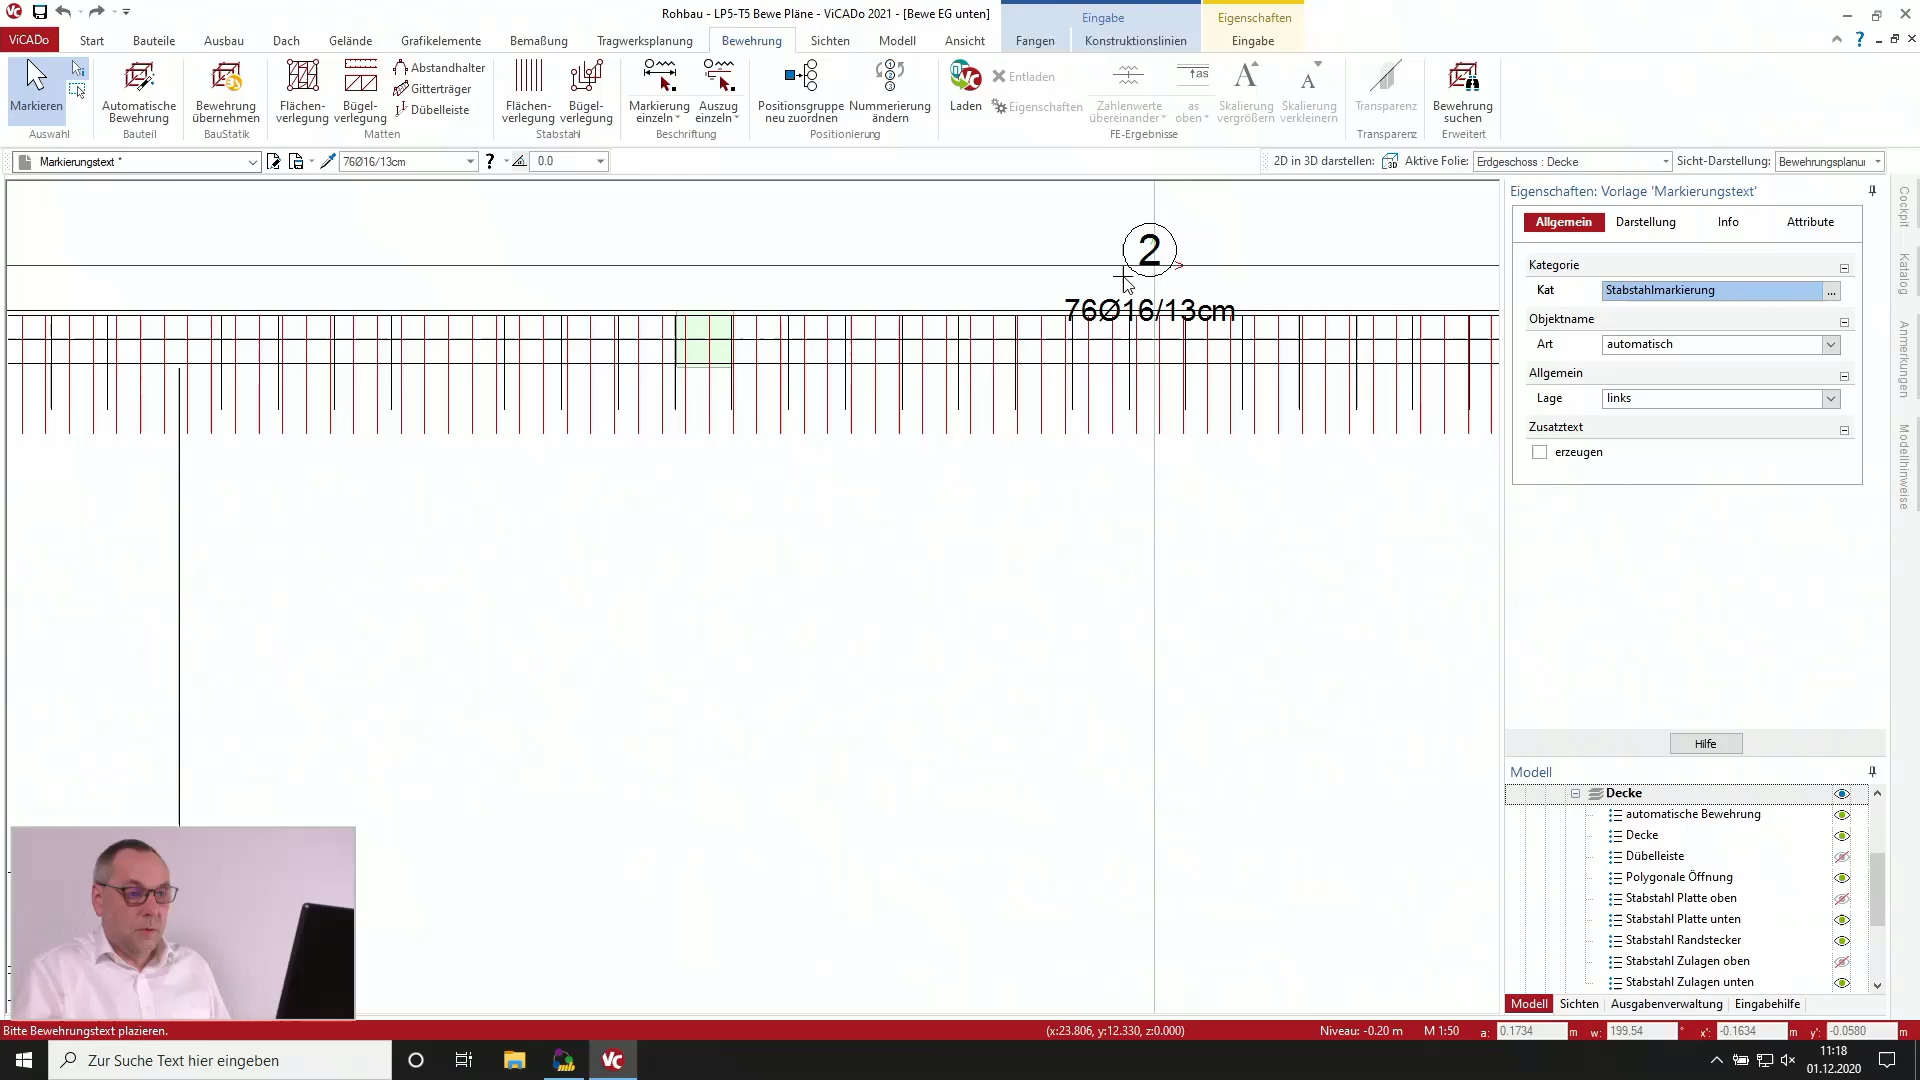 Rohbau - LP5-T5 Bewe Pläne - ViCADo 2021 - [Bewe EG unten]
Eingabe
Eigenschaften
ViCADo
Start
Bauteile
Ausbau
Dach
Gelände
Grafikelemente
Bemaßung
Tragwerksplanung
Bewehrung
Sichten
Modell
Ansicht
Fangen
Konstruktionslinien
Eingabe
Markieren
Automatische Bewehrung
Bewehrung übernehmen
Flächen-verlegung
Bügel-verlegung
Abstandhalter
Gitterträger
Dübelleiste
Flächen-verlegung
Bügel-verlegung
Markierung einzeln
Auszug einzeln
Positionsgruppe neu zuordnen
Nummerierung ändern
Laden
Entladen
Eigenschaften
Zahlenwerte übereinander
as oben
Skalierung vergrößern
Skalierung verkleinern
Transparenz
Bewehrung suchen
Auswahl
Bauteil
BauStatik
Matten
Stabstahl
Beschriftung
Positionierung
FE-Ergebnisse
Transparenz
Erweitert
Markierungstext *
76Ø16/13cm
0.0
2D in 3D darstellen:
Aktive Folie:
Erdgeschoss : Decke
Sicht-Darstellung:
Bewehrungsplanu
2
76Ø16/13cm
Eigenschaften: Vorlage 'Markierungstext'
Allgemein
Darstellung
Info
Attribute
Kategorie
Kat
Stabstahlmarkierung
...
Objektname
Art
automatisch
Allgemein
Lage
links
Zusatztext
erzeugen
Hilfe
Cockpit
Katalog
Anmerkungen
Modellhinweise
Modell
Decke
automatische Bewehrung
Decke
Dübelleiste
Polygonale Öffnung
Stabstahl Platte oben
Stabstahl Platte unten
Stabstahl Randstecker
Stabstahl Zulagen oben
Stabstahl Zulagen unten
Modell
Sichten
Ausgabenverwaltung
Eingabehilfe
Bitte Bewehrungstext plazieren.
(x:23.806, y:12.330, z:0.000)
Niveau: -0.20 m
M 1:50
a: 0.1734 m
w: 199.54 °
x': -0.1634 m
y': -0.0580 m
Zur Suche Text hier eingeben
11:18
01.12.2020